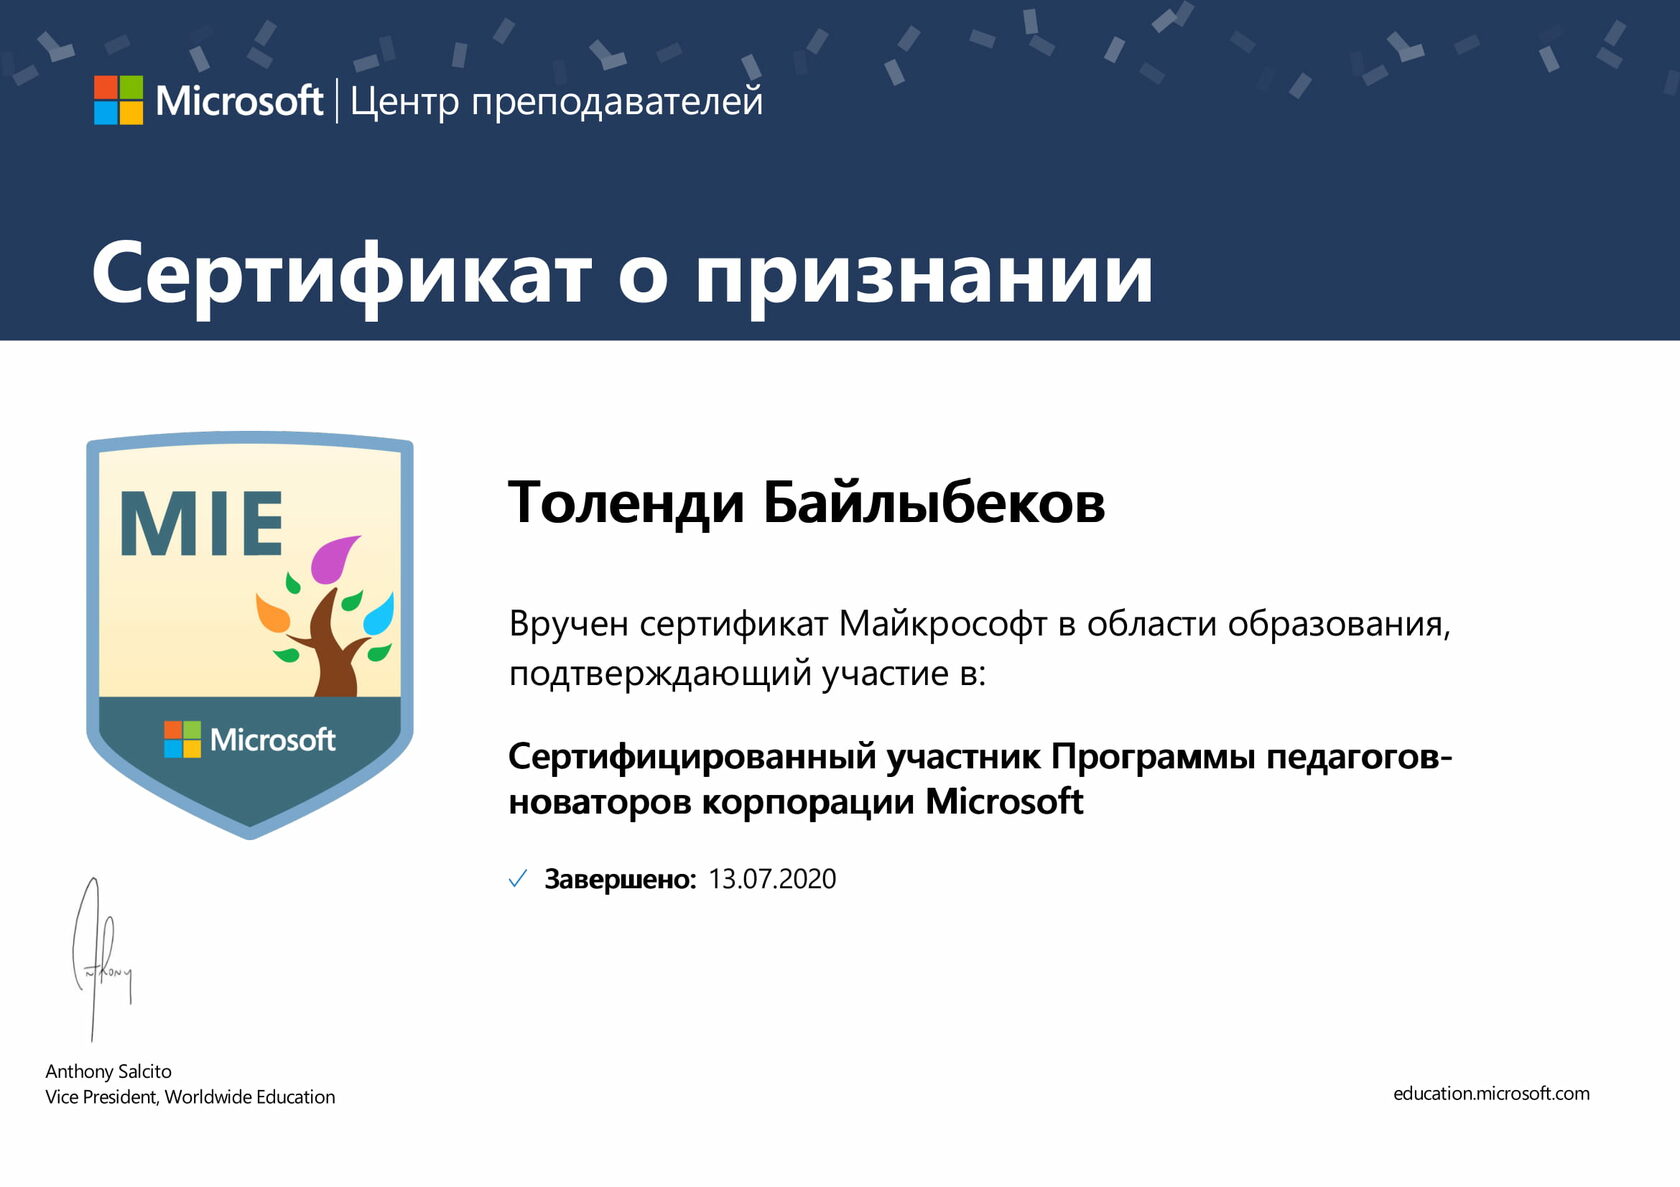 Microsoft | Центр преподавателей
Сертификат о признании
MIE
Microsoft
Толенди Байлыбеков
Вручен сертификат Майкрософт в области образования,
подтверждающий участие в:
Сертифицированный участник Программы педагогов-
новаторов корпорации Microsoft
✓ Завершено: 13.07.2020
Anthony
Anthony Salcito
Vice President, Worldwide Education
education.microsoft.com